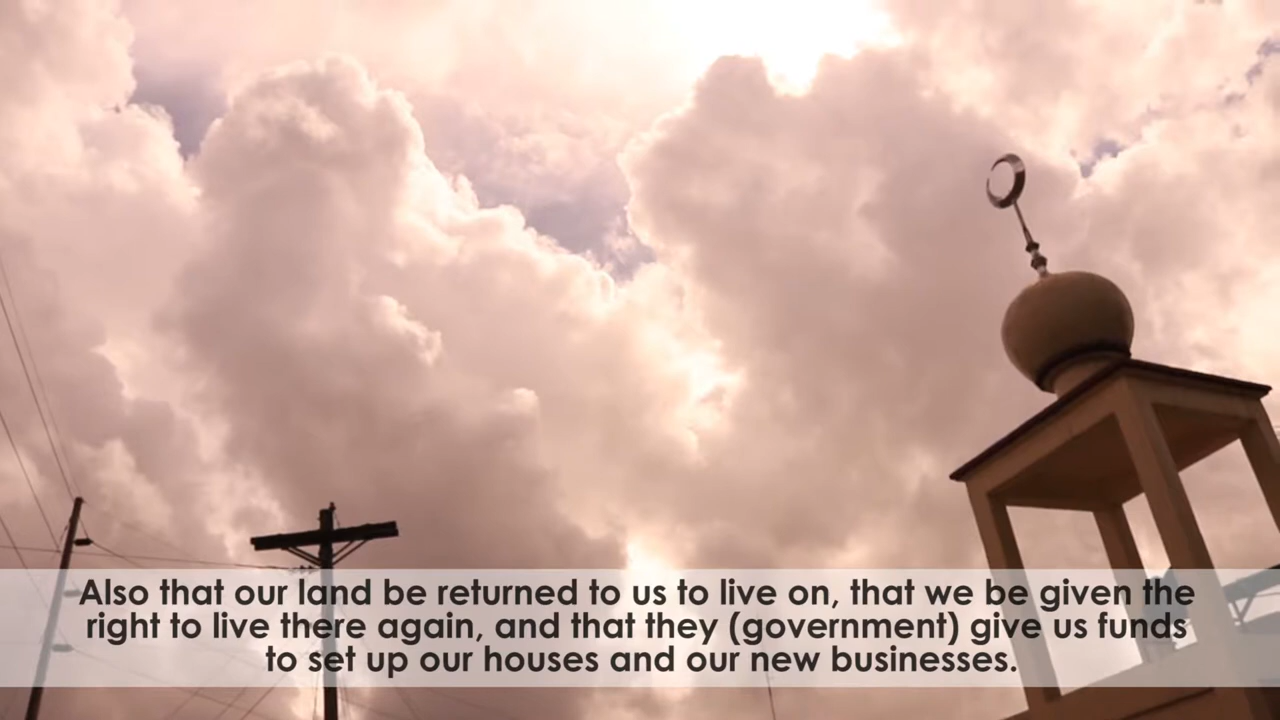 Also that our land be returned to us to live on, that we be given the
right to live there again, and that they (government) give us funds
to set up our houses and our new businesses.